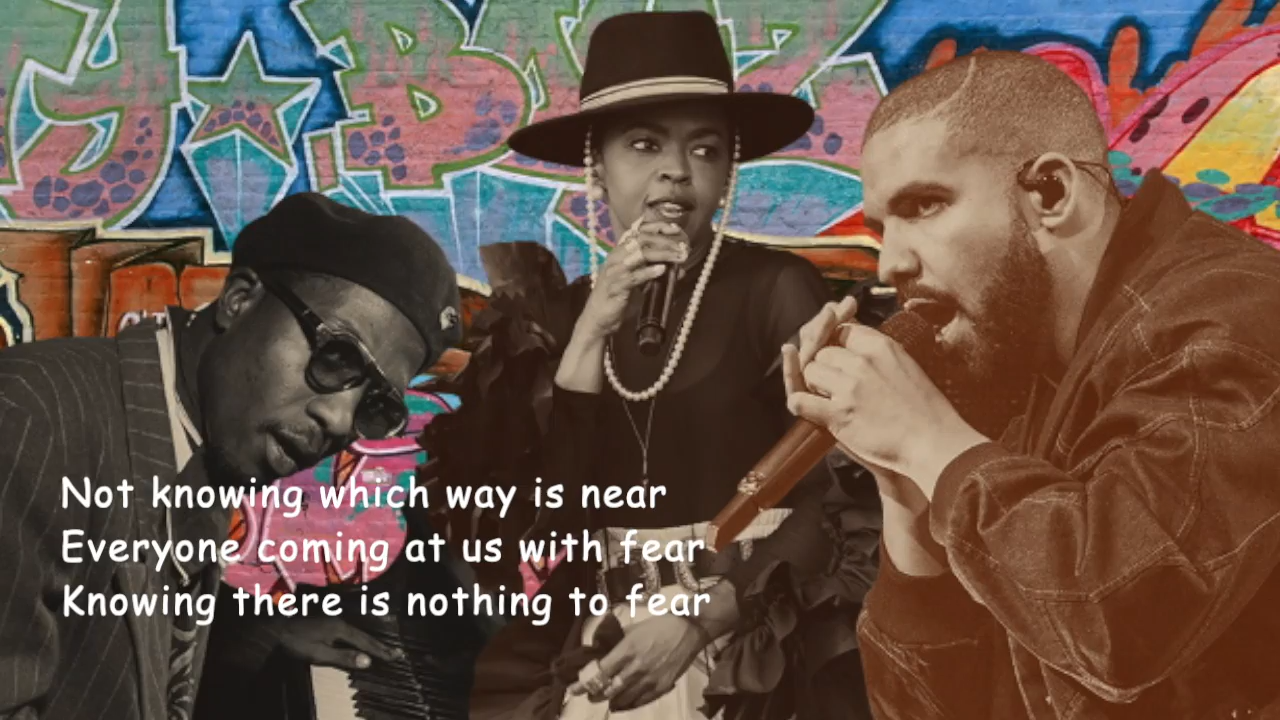 Not knowing which way is near
Everyone coming at us with fear
Knowing there is nothing to fear